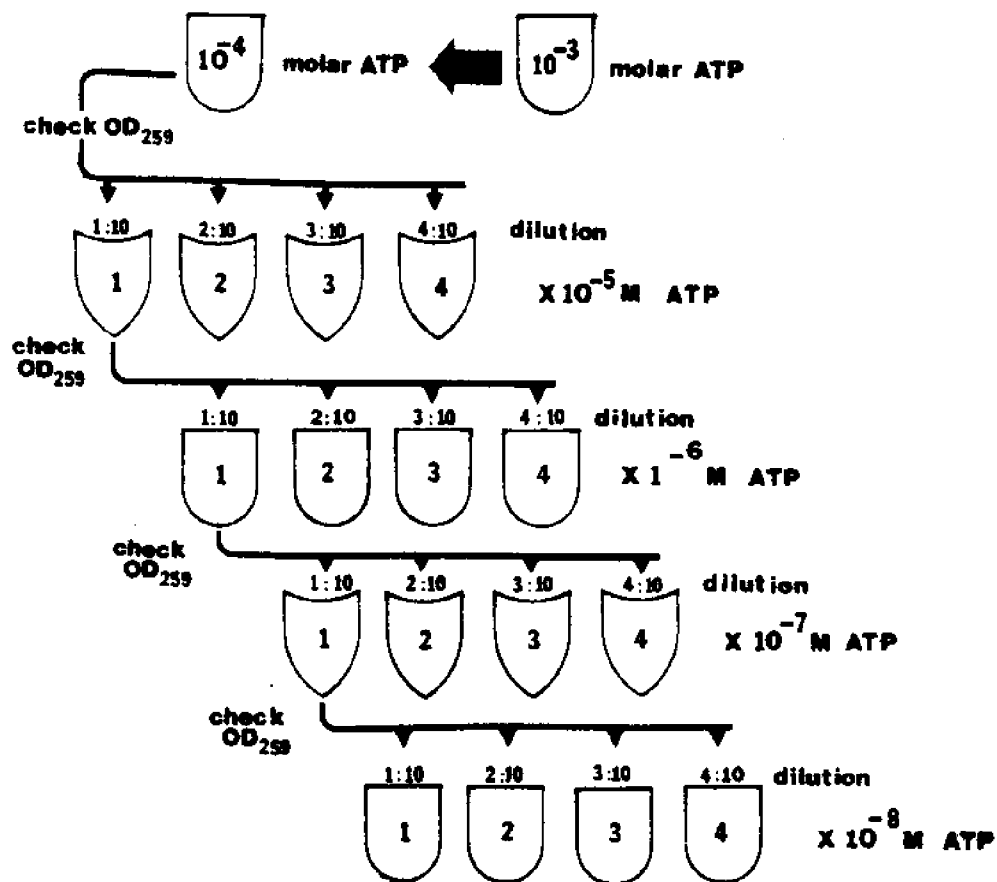 10⁻⁴ molar ATP 10⁻³ molar ATP
check OD₂₅₉
1:10 2:10 3:10 4:10 dilution
1 2 3 4 X 10⁻⁵ M ATP
check
OD₂₅₉
1:10 2:10 3:10 4:10 dilution
1 2 3 4 X 1⁻⁶ M ATP
check
OD₂₅₉
1:10 2:10 3:10 4:10 dilution
1 2 3 4 X 10⁻⁷ M ATP
check
OD₂₅₉
1:10 2:10 3:10 4:10 dilution
1 2 3 4 X 10⁻⁸ M ATP